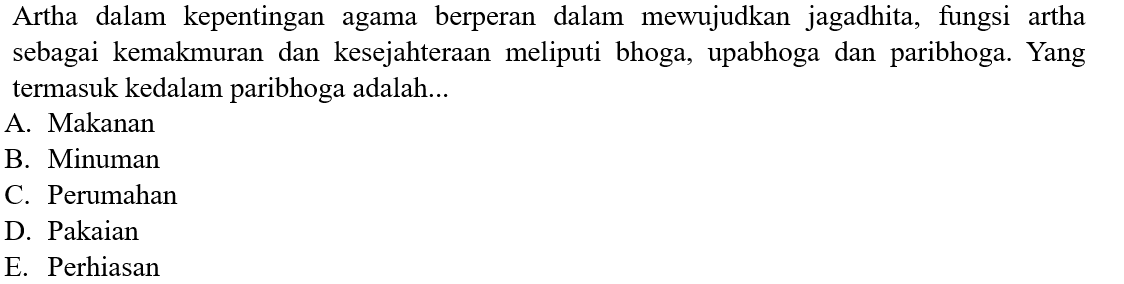 Artha dalam kepentingan agama berperan dalam mewujudkan jagadhita, fungsi artha
sebagai kemakmuran dan kesejahteraan meliputi bhoga, upabhoga dan paribhoga. Yang
termasuk kedalam paribhoga adalah...
A. Makanan
B. Minuman
C. Perumahan
D. Pakaian
E. Perhiasan